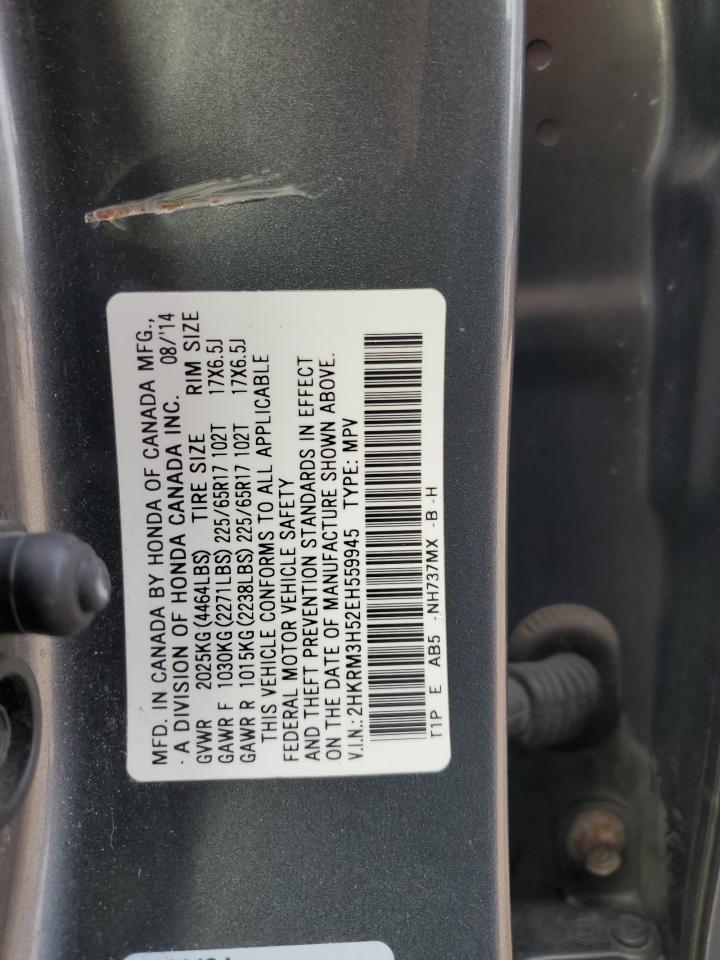 MFD. IN CANADA BY HONDA OF CANADA MFG.,
A DIVISION OF HONDA CANADA INC. 08/'14
GVWR 2025KG(4464LBS) TIRE SIZE RIM SIZE
GAWR F 1030KG(2271LBS) 225/65R17 102T 17X6.5J
GAWR R 1015KG(2238LBS) 225/65R17 102T 17X6.5J
THIS VEHICLE CONFORMS TO ALL APPLICABLE
FEDERAL MOTOR VEHICLE SAFETY
AND THEFT PREVENTION STANDARDS IN EFFECT
ON THE DATE OF MANUFACTURE SHOWN ABOVE.
V.I.N.: 2HKRM3H52EH559945 TYPE: MPV
T1P E AB5 -NH737MX -B -H